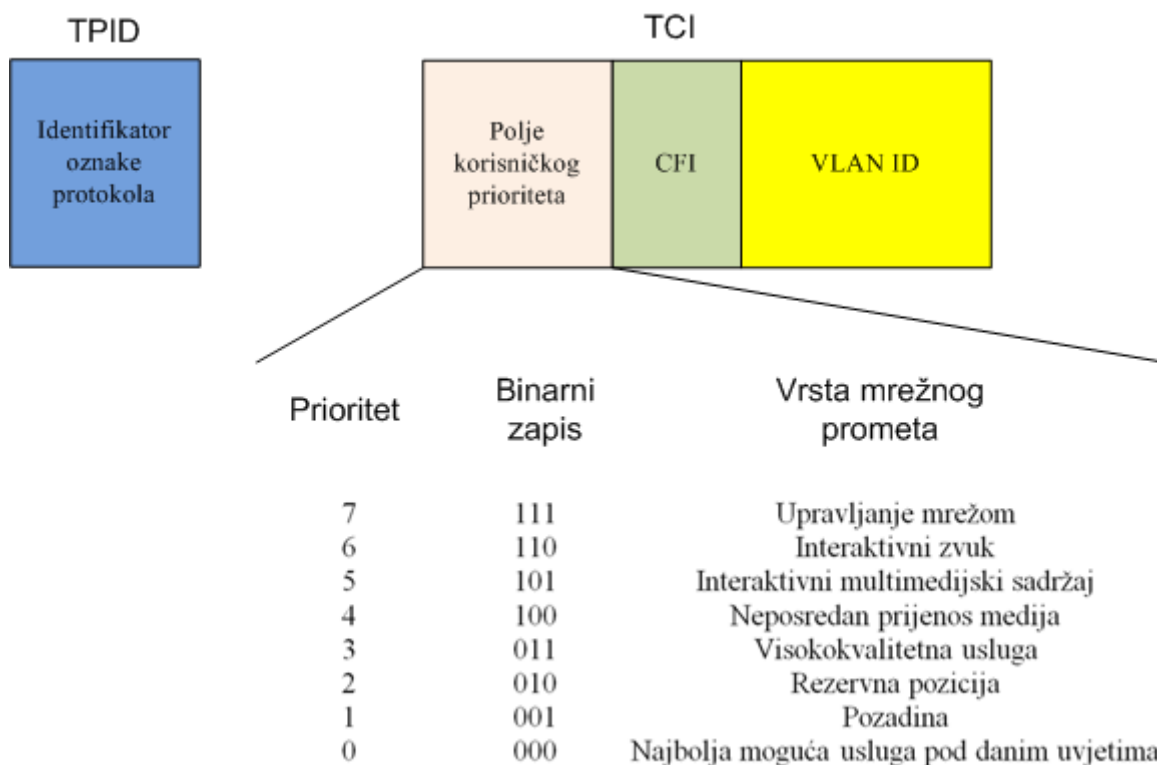 TPID
TCI
Identifikator
oznake
protokola
Polje
korisničkog
prioriteta
CFI
VLAN ID
Prioritet
Binarni
zapis
Vrsta mrežnog
prometa
7 111 Upravljanje mrežom
6 110 Interaktivni zvuk
5 101 Interaktivni multimedijski sadržaj
4 100 Neposredan prijenos medija
3 011 Visokokvalitetna usluga
2 010 Rezervna pozicija
1 001 Pozadina
0 000 Najbolja moguća usluga pod danim uvjetima